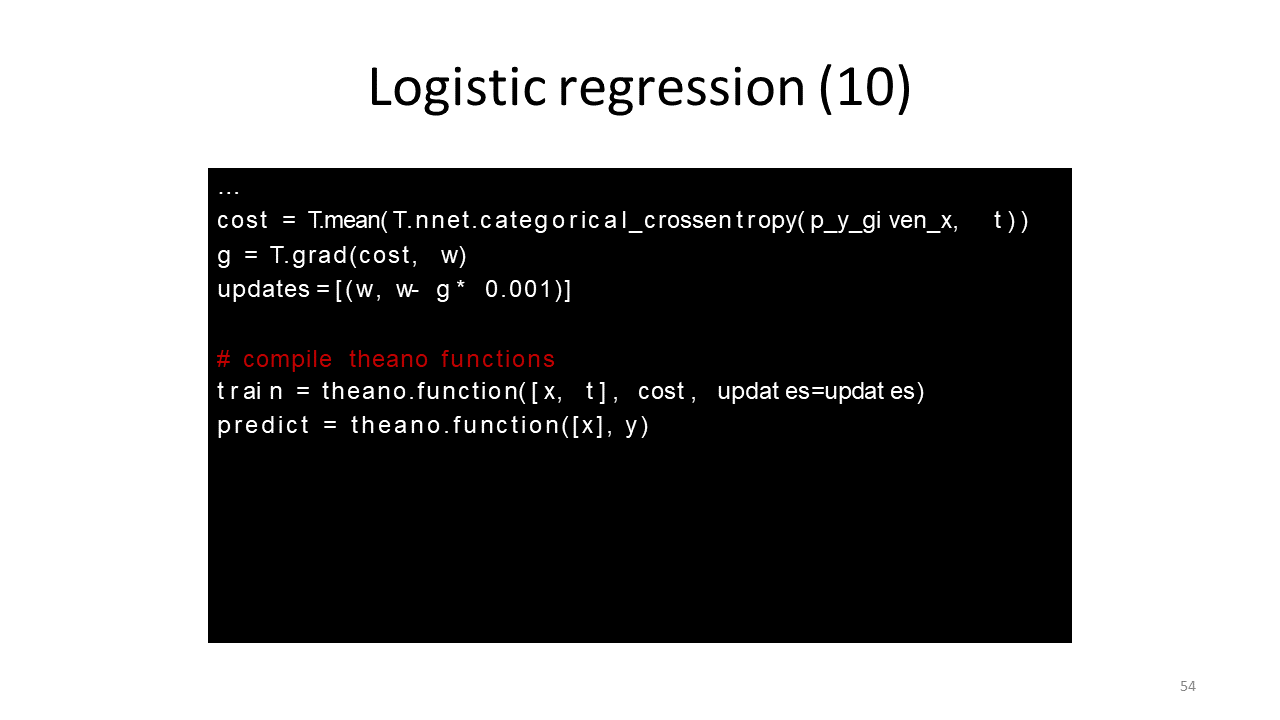 Logistic regression (10)
...
cost = T.mean(T.nnet.categorical_crossentropy(p_y_given_x, t))
g = T.grad(cost, w)
updates = [(w, w- g * 0.001)]
# compile theano functions
train = theano.function([x, t], cost, updates=updates)
predict = theano.function([x], y)
54